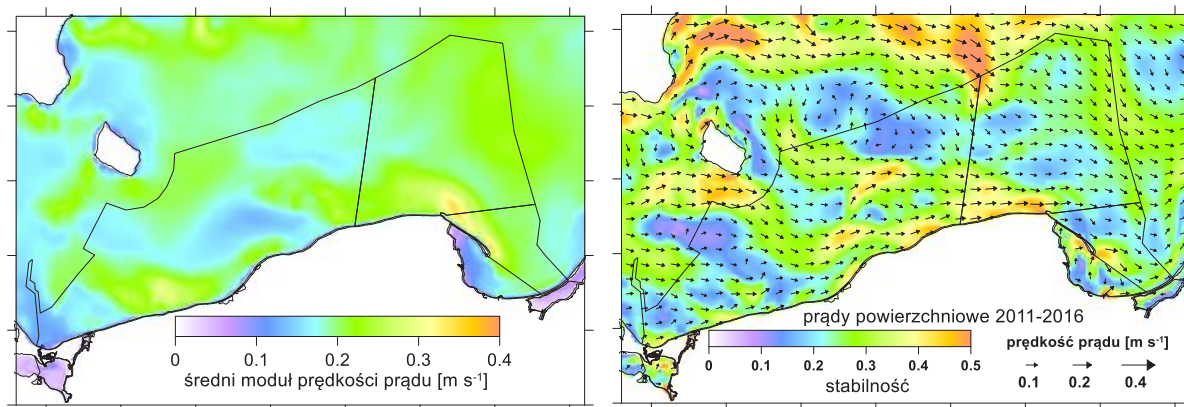 0 0.1 0.2 0.3 0.4
średni moduł prędkości prądu [m s⁻¹]
prądy powierzchniowe 2011-2016
0 0.1 0.2 0.3 0.4 0.5
stabilność
prędkość prądu [m s⁻¹]
0.1 0.2 0.4